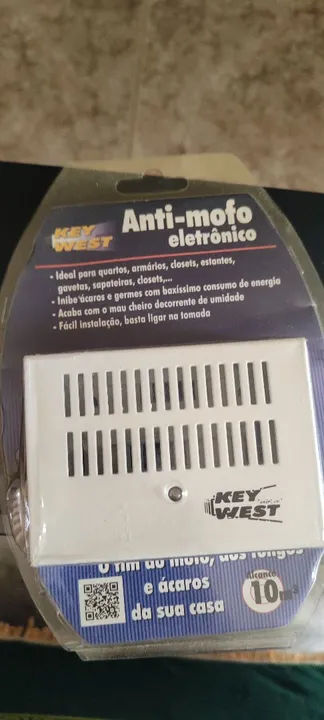 KEY
WEST
Anti-mofo
eletrônico
• Ideal para quartos, armários, closets, estantes,
gavetas, sapateiras, closets,...
• Inibe ácaros e germes com baxíssimo consumo de energia
• Acaba com o mau cheiro decorrente de umidade
• Fácil instalação, basta ligar na tomada
KEY
WEST
O fim do mofo, dos fungos
e ácaros
da sua casa
Alcance
10m³